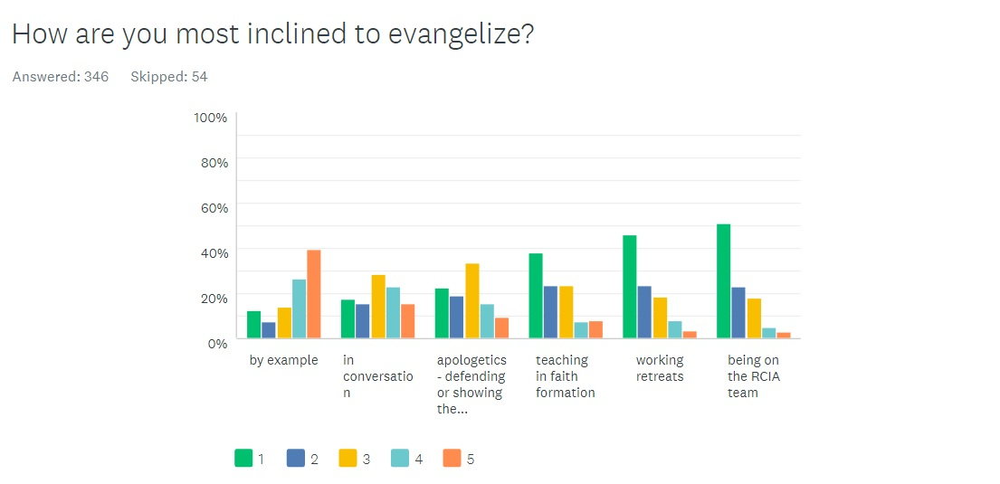 How are you most inclined to evangelize?
Answered: 346 Skipped: 54
100%
80%
60%
40%
20%
0%
by example
in
conversatio
n
apologetics
- defending
or showing
the...
teaching
in faith
formation
working
retreats
being on
the RCIA
team
1 2 3 4 5